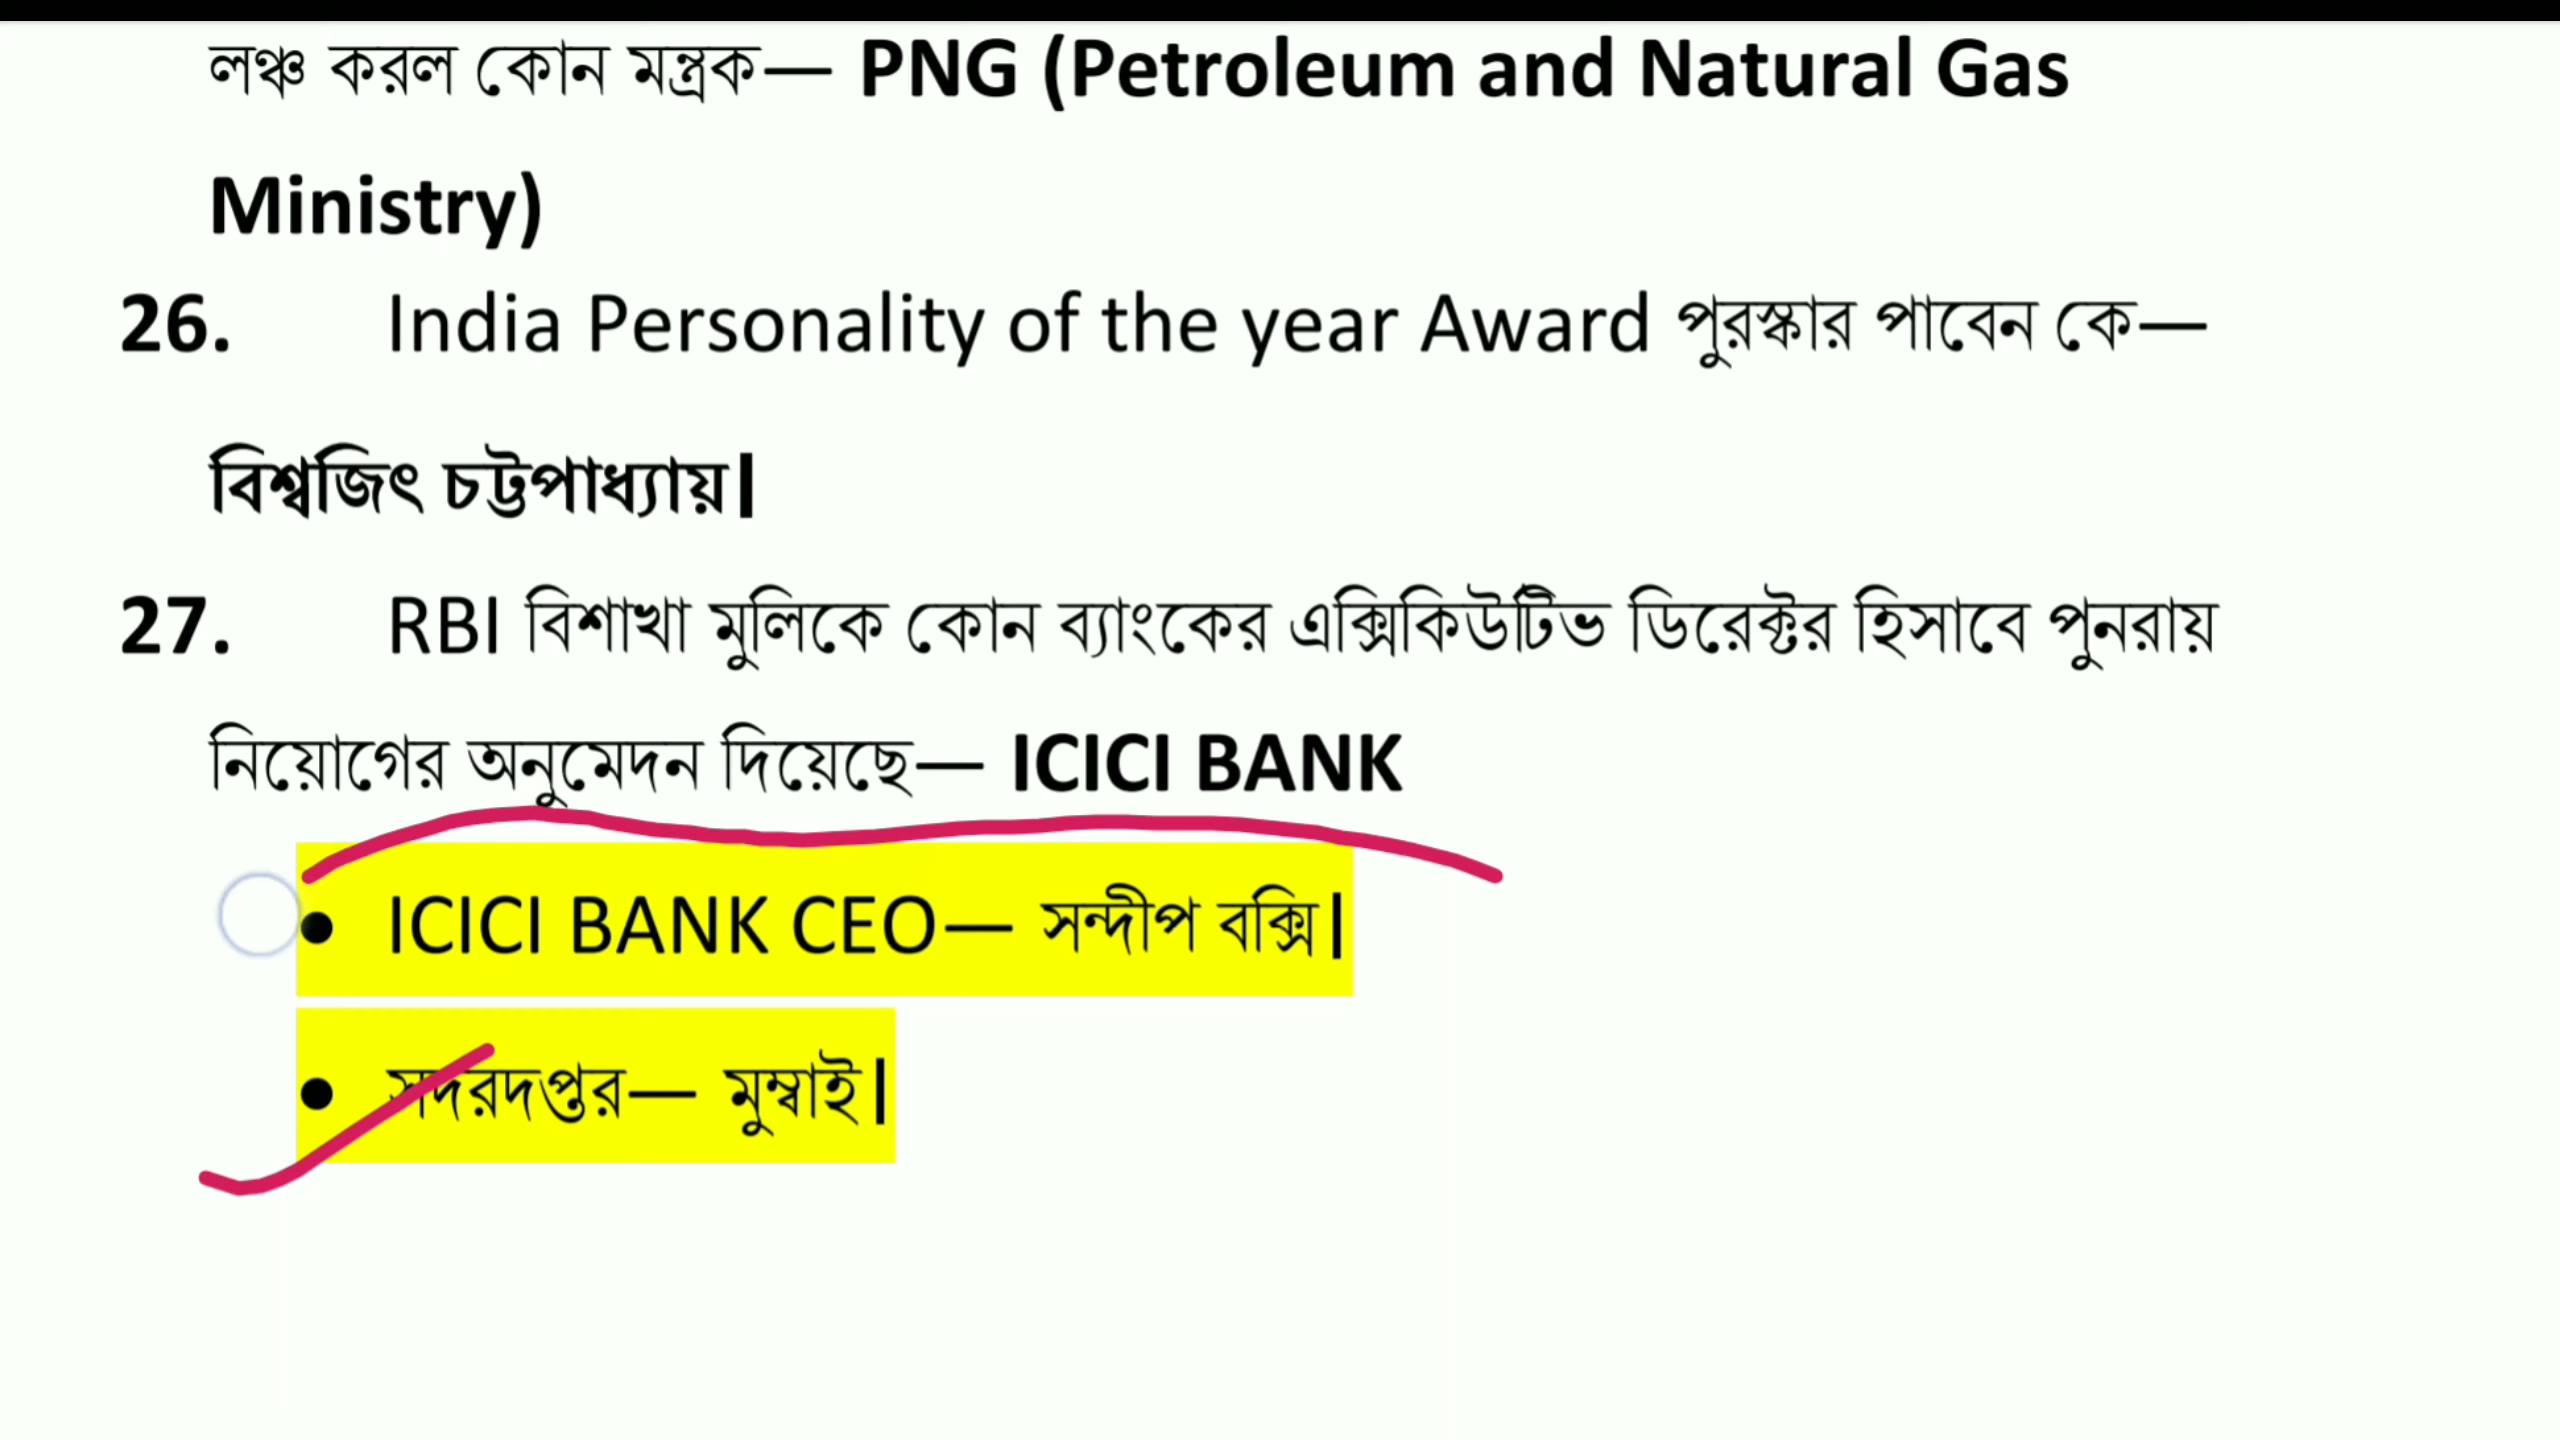 লঞ্চ করল কোন মন্ত্রক— PNG (Petroleum and Natural Gas
Ministry)
26. India Personality of the year Award পুরস্কার পাবেন কে—
বিশ্বজিৎ চট্টপাধ্যায়।
27. RBI বিশাখা মুলিকে কোন ব্যাংকের এক্সিকিউটিভ ডিরেক্টর হিসাবে পুনরায়
নিয়োগের অনুমেদন দিয়েছে— ICICI BANK
• ICICI BANK CEO— সন্দীপ বক্সি।
• সদরদপ্তর— মুম্বাই।